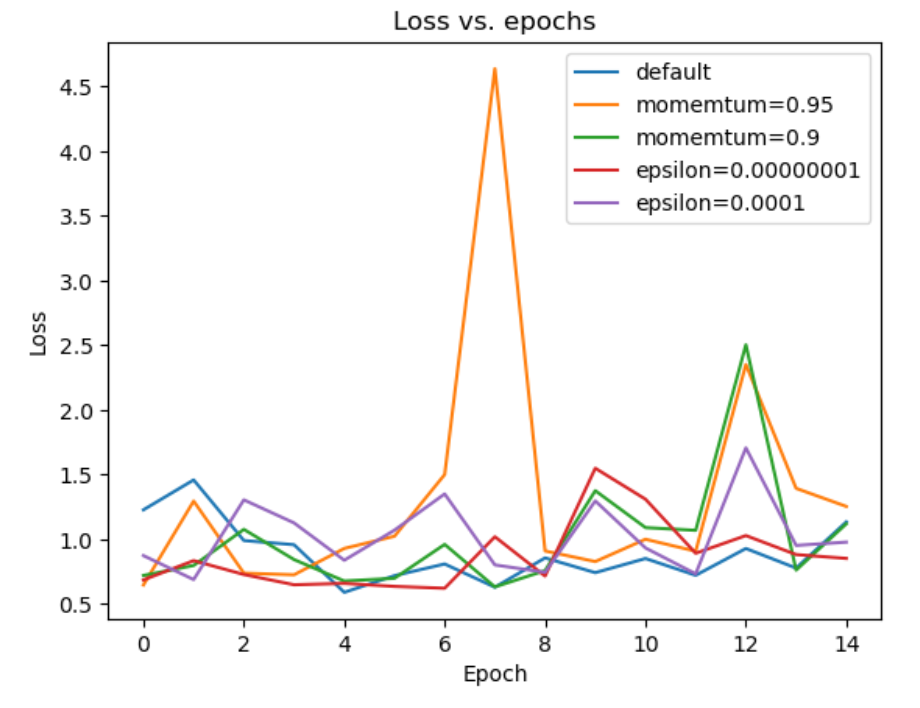 Loss vs. epochs
default
momemtum=0.95
momemtum=0.9
epsilon=0.00000001
epsilon=0.0001
4.5
4.0
3.5
3.0
2.5
2.0
1.5
1.0
0.5
Loss
0 2 4 6 8 10 12 14
Epoch